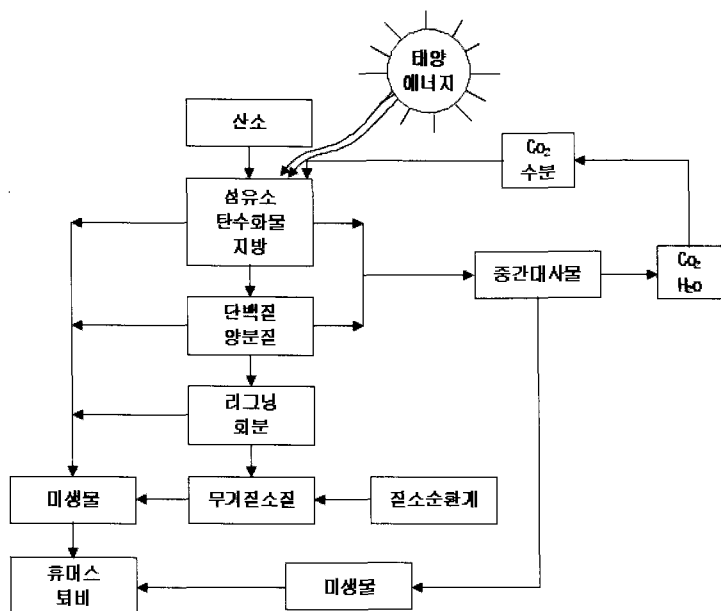 태양
에너지
산소
Co₂
수분
섬유소
탄수화물
지방
중간대사물
Co₂
H₂o
단백질
양분질
리그닝
회분
미생물
무거질소질
질소순환계
휴머스
퇴비
미생물